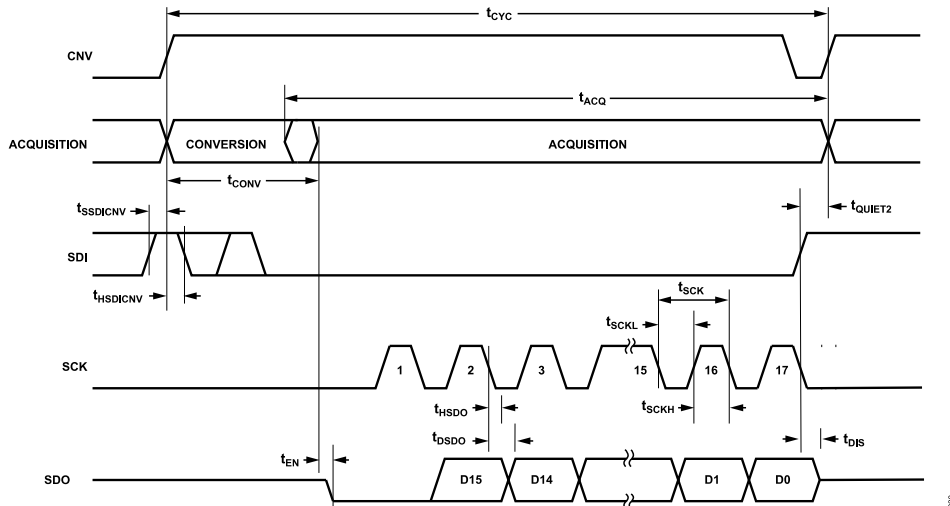 tCYC
CNV
tACQ
ACQUISITION
CONVERSION
ACQUISITION
tCONV
tSSDICNV
tQUIET2
SDI
tHSDICNV
tSCK
tSCKL
SCK
1
2
3
15
16
17
tHSDO
tSCKH
tDSDO
tDIS
tEN
SDO
D15
D14
D1
D0